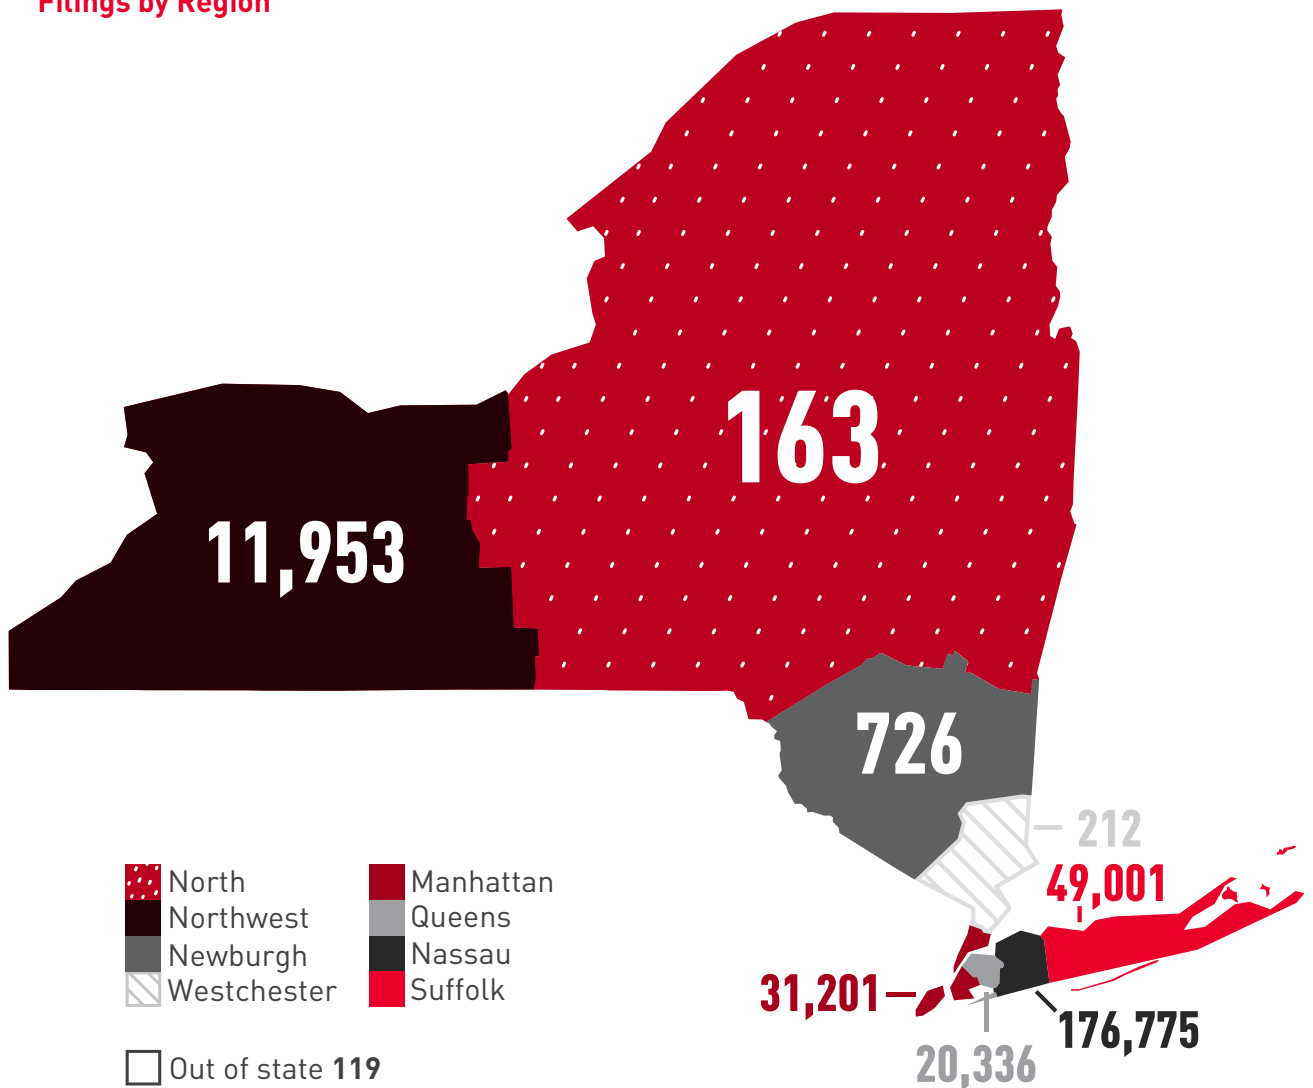 Filings by Region
163
11,953
726
212
49,001
31,201
176,775
20,336
North
Northwest
Newburgh
Westchester
Manhattan
Queens
Nassau
Suffolk
Out of state 119